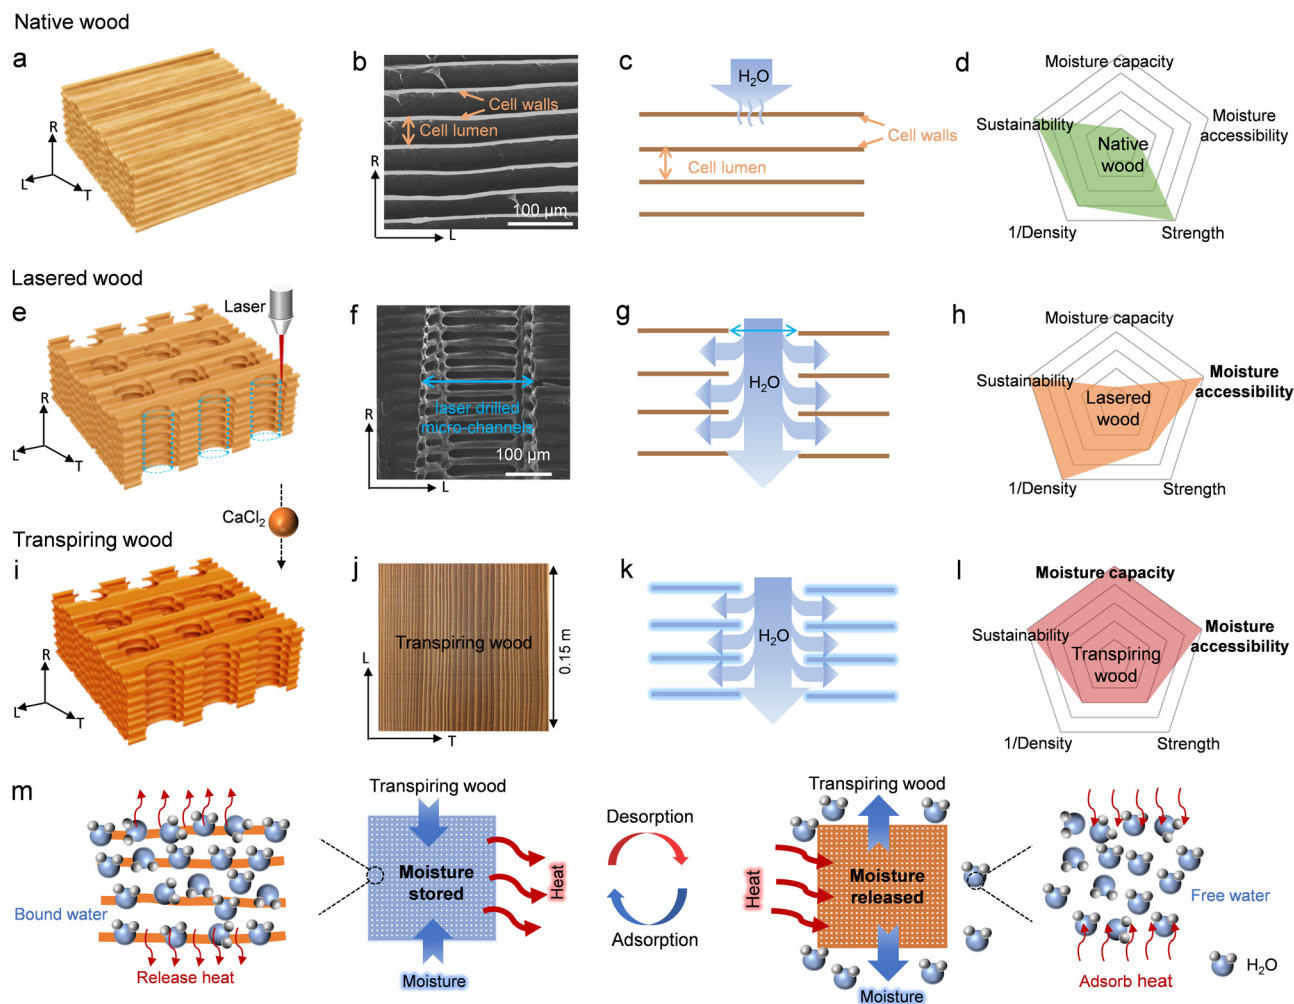 Native wood
a
R
L
T
b
Cell walls
Cell lumen
R
100 µm
L
c
H2O
Cell walls
Cell lumen
d
Moisture capacity
Moisture
accessibility
Sustainability
Native
wood
1/Density
Strength
Lasered wood
e
Laser
R
L
T
f
laser drilled
micro-channels
R
100 µm
L
g
H2O
h
Moisture capacity
Moisture
accessibility
Sustainability
Lasered
wood
1/Density
Strength
CaCl2
Transpiring wood
i
R
L
T
j
Transpiring wood
0.15 m
L
T
k
H2O
l
Moisture capacity
Moisture
accessibility
Sustainability
Transpiring
wood
1/Density
Strength
m
Bound water
Release heat
Transpiring wood
Moisture
stored
Heat
Moisture
Desorption
Adsorption
Transpiring wood
Heat
Moisture
released
Moisture
Free water
Adsorb heat
H2O